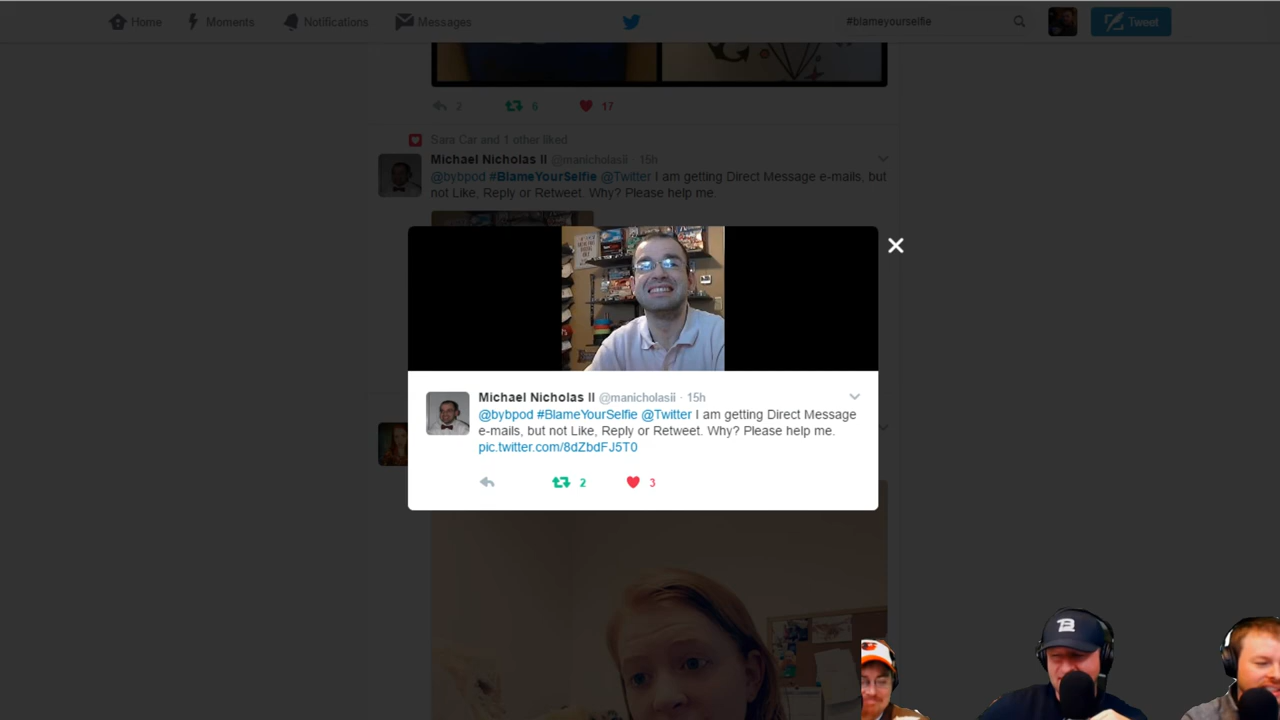 Home Moments Notifications Messages #blameyourselfie Tweet
2 6 17
Sara Car and 1 other liked
Michael Nicholas II @manicholasii · 15h
@bybpod #BlameYourSelfie @Twitter I am getting Direct Message e-mails, but
not Like, Reply or Retweet. Why? Please help me.
Michael Nicholas II @manicholasii · 15h
@bybpod #BlameYourSelfie @Twitter I am getting Direct Message
e-mails, but not Like, Reply or Retweet. Why? Please help me.
pic.twitter.com/8dZbdFJ5T0
2 3